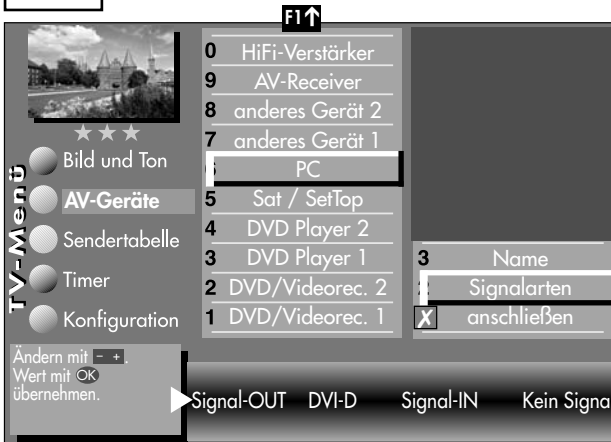 F1↑
TV-Menü
Bild und Ton
AV-Geräte
Sendertabelle
Timer
Konfiguration
0 HiFi-Verstärker
9 AV-Receiver
8 anderes Gerät 2
7 anderes Gerät 1
PC
5 Sat / SetTop
4 DVD Player 2
3 DVD Player 1
2 DVD/Videorec. 2
1 DVD/Videorec. 1
3 Name
2 Signalarten
X anschließen
Ändern mit - + .
Wert mit OK
übernehmen.
Signal-OUT DVI-D Signal-IN Kein Signa